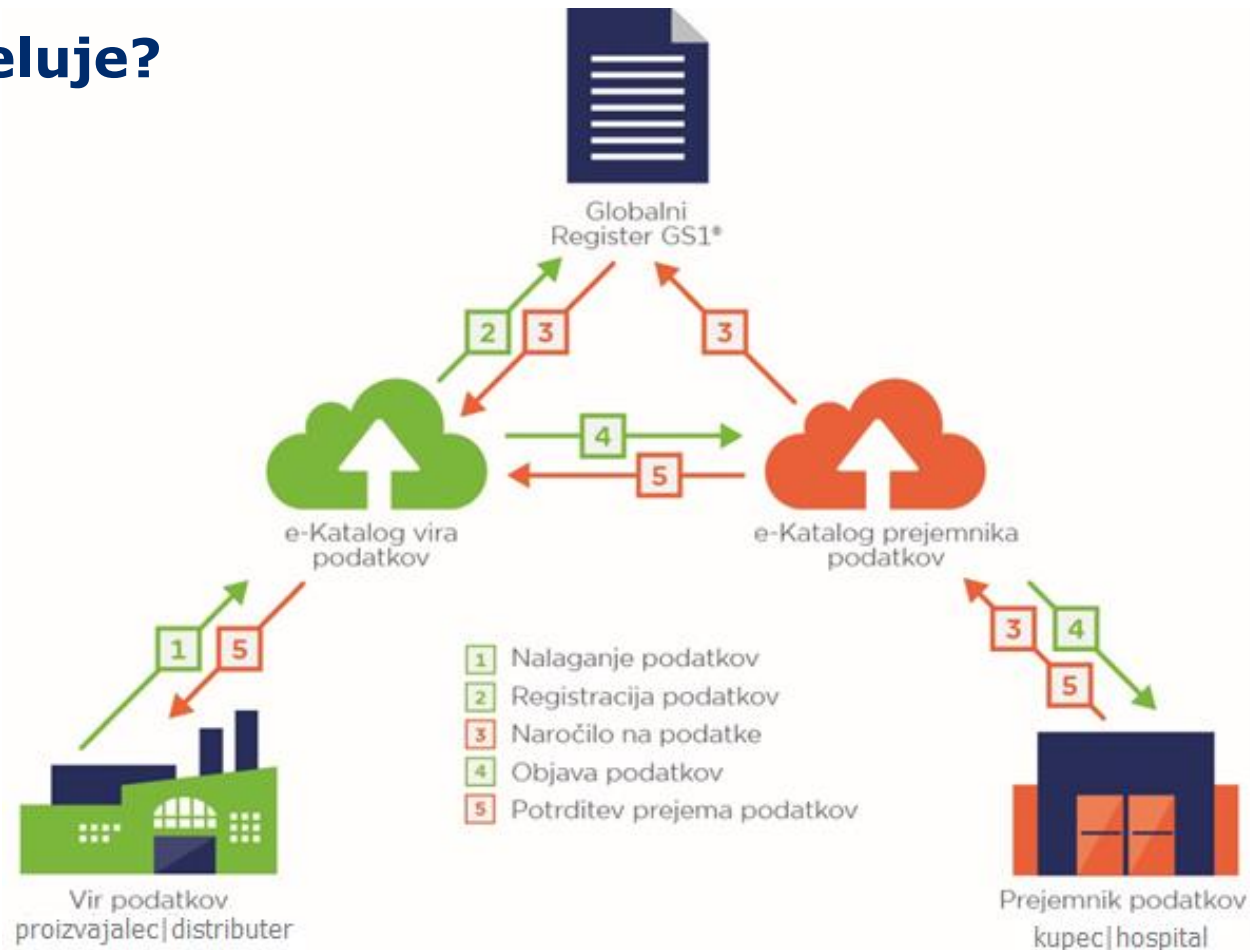 eluje?
Globalni
Register GS1®
2
3
3
4
5
e-Katalog vira
podatkov
e-Katalog prejemnika
podatkov
1
5
3
4
5
1 Nalaganje podatkov
2 Registracija podatkov
3 Naročilo na podatke
4 Objava podatkov
5 Potrditev prejema podatkov
Vir podatkov
proizvajalec|distributer
Prejemnik podatkov
kupec|hospital